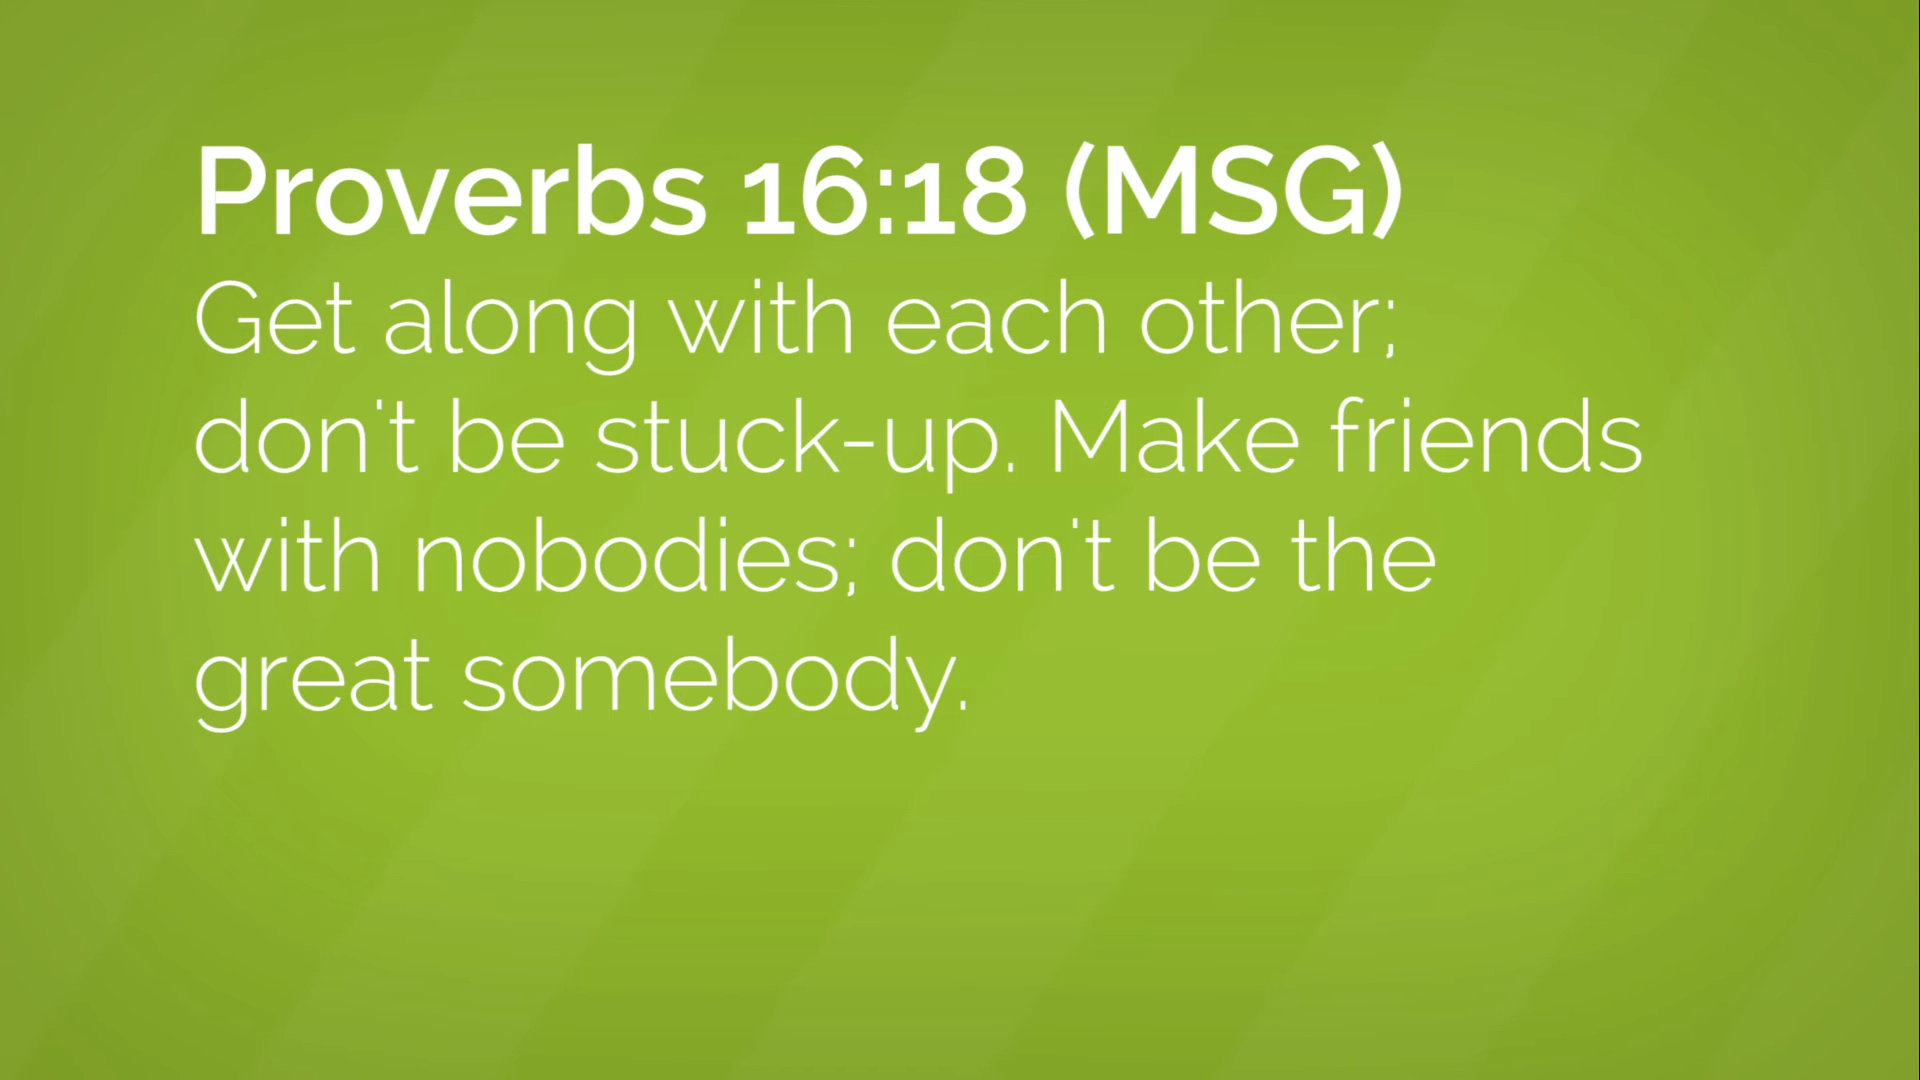 Proverbs 16:18 (MSG)
Get along with each other;
don't be stuck-up. Make friends
with nobodies; don't be the
great somebody.